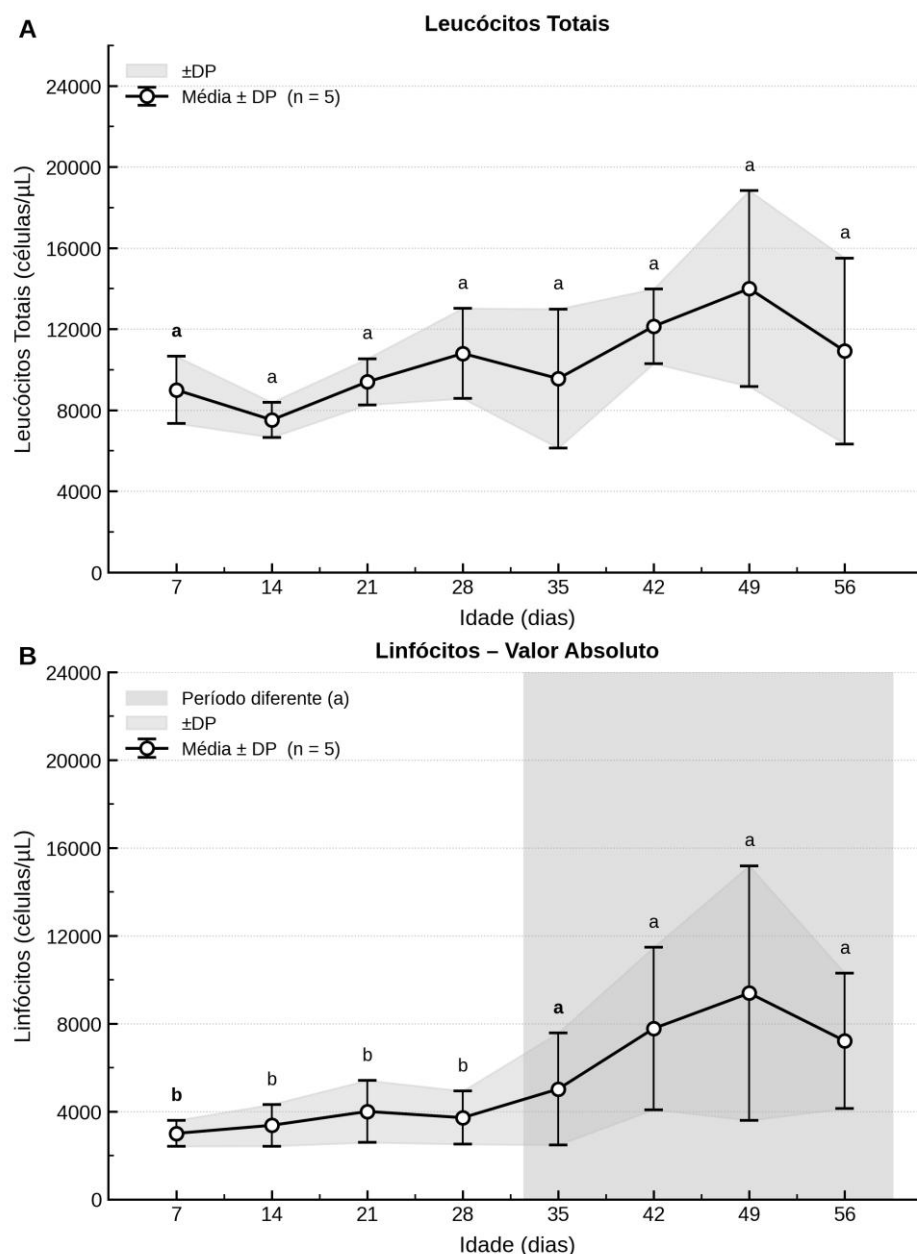 A
Leucócitos Totais
±DP
Média ± DP (n = 5)
Leucócitos Totais (células/µL)
24000
20000
16000
12000
8000
4000
0
a
a
a
a
a
a
a
a
7
14
21
28
35
42
49
56
Idade (dias)
B
Linfócitos – Valor Absoluto
Período diferente (a)
±DP
Média ± DP (n = 5)
Linfócitos (células/µL)
24000
20000
16000
12000
8000
4000
0
b
b
b
b
a
a
a
a
7
14
21
28
35
42
49
56
Idade (dias)